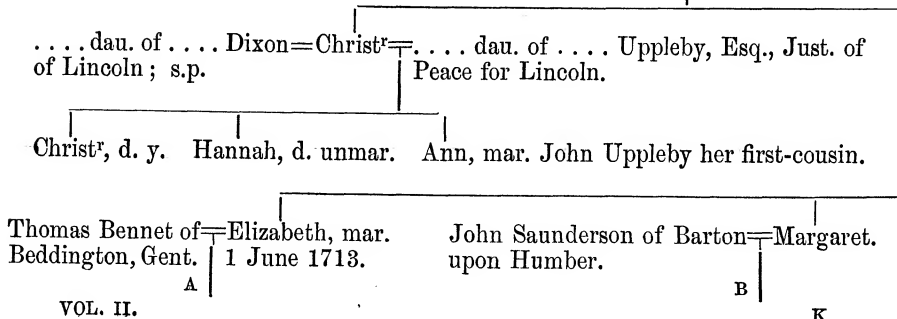 . . . . dau. of . . . . Dixon=Christʳ=. . . . dau. of . . . . Uppleby, Esq., Just. of
of Lincoln ; s.p. Peace for Lincoln.
Christʳ, d. y. Hannah, d. unmar. Ann, mar. John Uppleby her first-cousin.
Thomas Bennet of=Elizabeth, mar. John Saunderson of Barton=Margaret.
Beddington, Gent. 1 June 1713. upon Humber.
A B
VOL. II. K